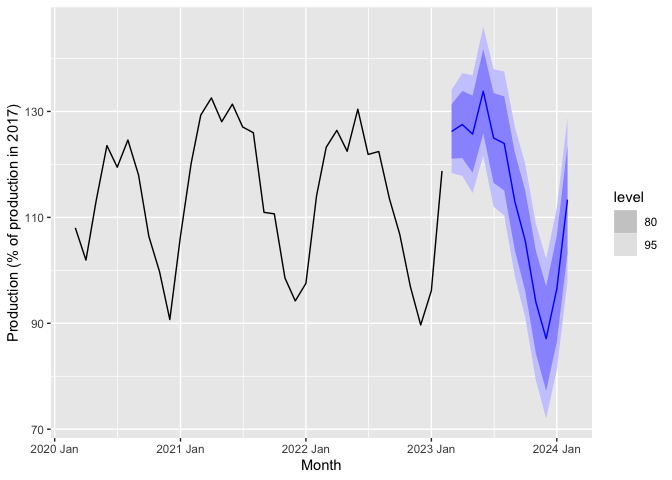 Production (% of production in 2017)
130
110
90
70
2020 Jan
2021 Jan
2022 Jan
2023 Jan
2024 Jan
Month
level
80
95